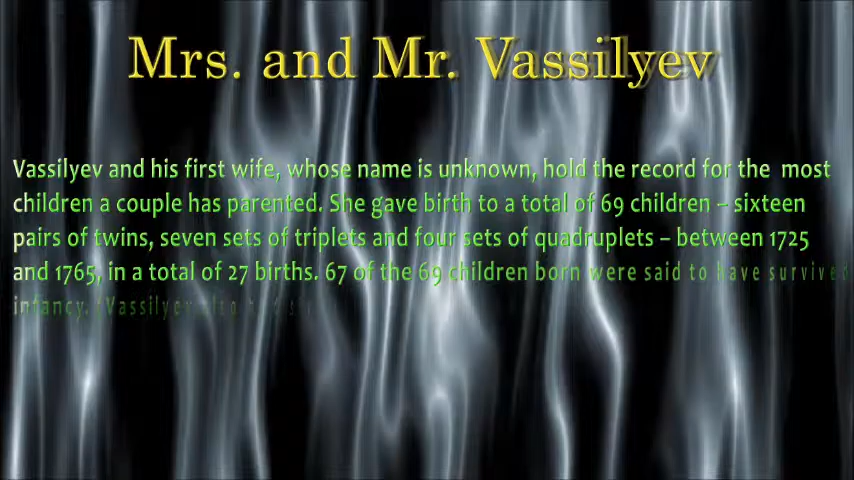 Mrs. and Mr. Vassilyev
Vassilyev and his first wife, whose name is unknown, hold the record for the most
children a couple has parented. She gave birth to a total of 69 children – sixteen
pairs of twins, seven sets of triplets and four sets of quadruplets – between 1725
and 1765, in a total of 27 births. 67 of the 69 children born were said to have survived
infancy. Vassilyev also had